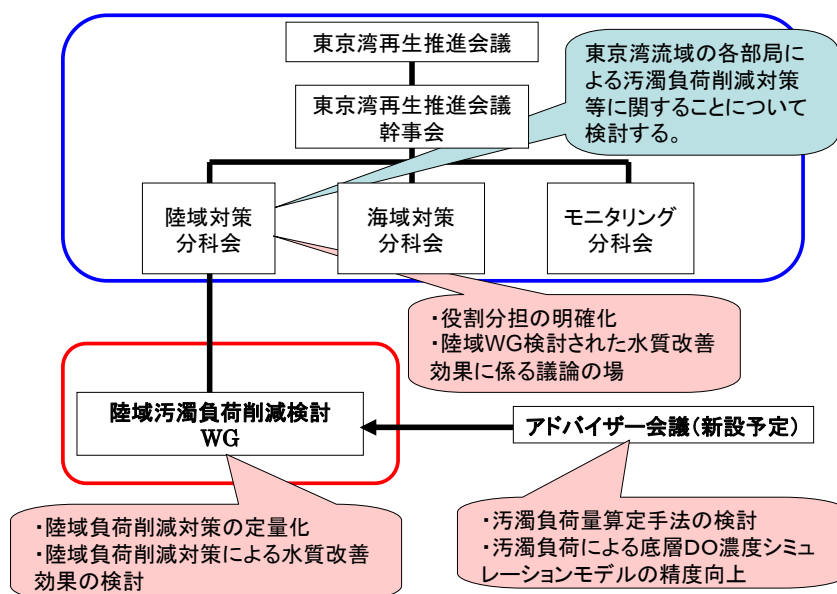 東京湾再生推進会議
東京湾流域の各部局に
よる汚濁負荷削減対策
等に関することについて
検討する。
東京湾再生推進会議
幹事会
陸域対策
分科会
海域対策
分科会
モニタリング
分科会
・役割分担の明確化
・陸域WG検討された水質改善
効果に係る議論の場
陸域汚濁負荷削減検討
WG
アドバイザー会議(新設予定)
・陸域負荷削減対策の定量化
・陸域負荷削減対策による水質改善
効果の検討
・汚濁負荷量算定手法の検討
・汚濁負荷による底層DO濃度シミュ
レーションモデルの精度向上